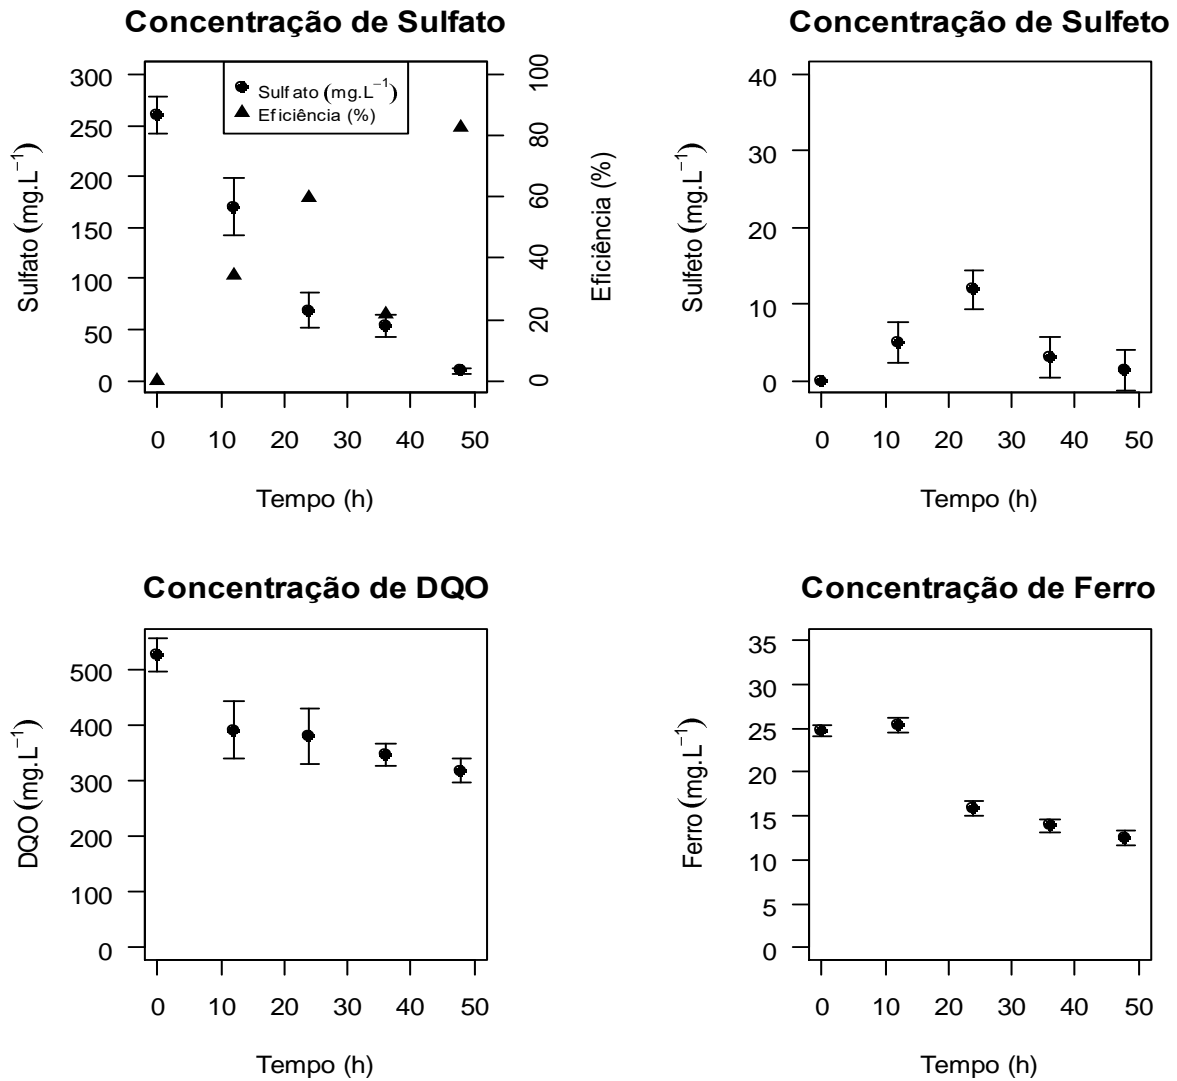 Concentração de Sulfato
Sulfato (mg.L⁻¹)
300
250
200
150
100
50
0
Sulfato (mg.L⁻¹)
Eficiência (%)
100
80
60
40
20
0
Eficiência (%)
0 10 20 30 40 50
Tempo (h)
Concentração de Sulfeto
Sulfeto (mg.L⁻¹)
40
30
20
10
0
0 10 20 30 40 50
Tempo (h)
Concentração de DQO
DQO (mg.L⁻¹)
500
400
300
200
100
0
0 10 20 30 40 50
Tempo (h)
Concentração de Ferro
Ferro (mg.L⁻¹)
35
30
25
20
15
10
5
0
0 10 20 30 40 50
Tempo (h)